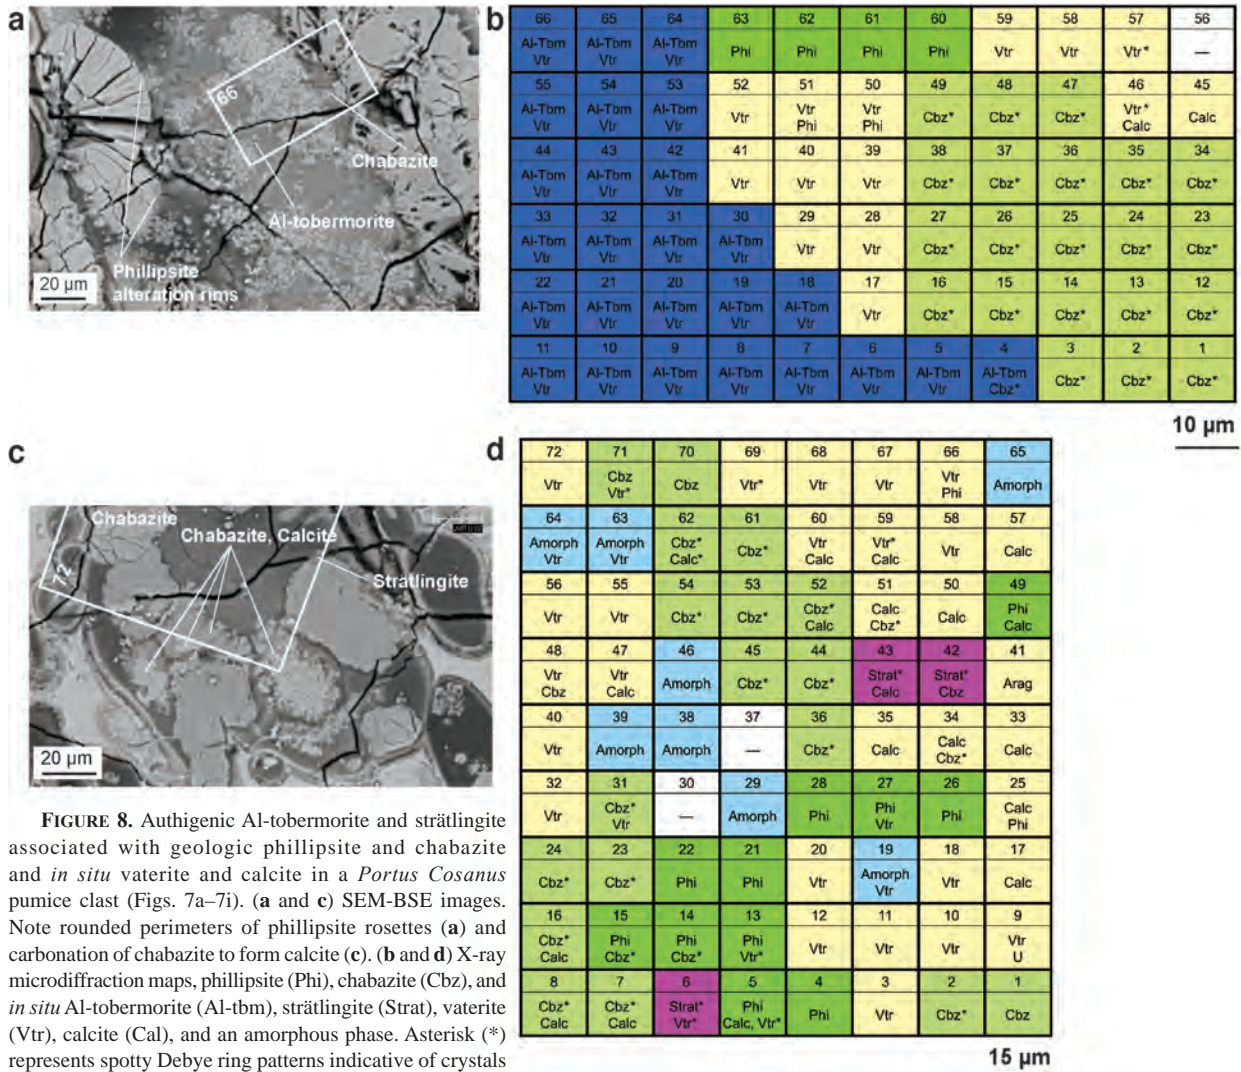 a
66
Chabazite
Al-tobermorite
Phillipsite
alteration rims
20 µm
b
66 65 64 63 62 61 60 59 58 57 56
Al-Tbm Al-Tbm Al-Tbm Phi Phi Phi Phi Vtr Vtr Vtr* —
Vtr Vtr Vtr
55 54 53 52 51 50 49 48 47 46 45
Al-Tbm Al-Tbm Al-Tbm Vtr Vtr Vtr Cbz* Cbz* Cbz* Vtr* Calc
Vtr Vtr Vtr Phi Phi Calc
44 43 42 41 40 39 38 37 36 35 34
Al-Tbm Al-Tbm Al-Tbm Vtr Vtr Vtr Cbz* Cbz* Cbz* Cbz* Cbz*
Vtr Vtr Vtr
33 32 31 30 29 28 27 26 25 24 23
Al-Tbm Al-Tbm Al-Tbm Al-Tbm Vtr Vtr Cbz* Cbz* Cbz* Cbz* Cbz*
Vtr Vtr Vtr Vtr
22 21 20 19 18 17 16 15 14 13 12
Al-Tbm Al-Tbm Al-Tbm Al-Tbm Al-Tbm Vtr Cbz* Cbz* Cbz* Cbz* Cbz*
Vtr Vtr Vtr Vtr Vtr
11 10 9 8 7 6 5 4 3 2 1
Al-Tbm Al-Tbm Al-Tbm Al-Tbm Al-Tbm Al-Tbm Al-Tbm Al-Tbm Cbz* Cbz* Cbz*
Vtr Vtr Vtr Vtr Vtr Vtr Vtr Cbz*
10 µm
c
Chabazite
Chabazite, Calcite
72
Strätlingite
20 µm
d
72 71 70 69 68 67 66 65
Vtr Cbz Cbz Vtr* Vtr Vtr Vtr Amorph
Vtr* Phi
64 63 62 61 60 59 58 57
Amorph Amorph Cbz* Cbz* Vtr Vtr* Vtr Calc
Vtr Vtr Calc* Calc Calc
56 55 54 53 52 51 50 49
Vtr Vtr Cbz* Cbz* Cbz* Calc Calc Phi
Calc Cbz* Calc
48 47 46 45 44 43 42 41
Vtr Vtr Amorph Cbz* Cbz* Strat* Strat* Arag
Cbz Calc Calc Cbz
40 39 38 37 36 35 34 33
Vtr Amorph Amorph — Cbz* Calc Calc Calc
Cbz*
32 31 30 29 28 27 26 25
Vtr Cbz* — Amorph Phi Phi Phi Calc
Vtr Vtr Phi
24 23 22 21 20 19 18 17
Cbz* Cbz* Phi Phi Vtr Amorph Vtr Calc
Vtr
16 15 14 13 12 11 10 9
Cbz* Phi Phi Phi Vtr Vtr Vtr Vtr
Calc Cbz* Cbz* Vtr* U
8 7 6 5 4 3 2 1
Cbz* Cbz* Strat* Phi Phi Vtr Cbz* Cbz
Calc Calc Vtr* Calc, Vtr*
15 µm
FIGURE 8. Authigenic Al-tobermorite and strätlingite
associated with geologic phillipsite and chabazite
and in situ vaterite and calcite in a Portus Cosanus
pumice clast (Figs. 7a–7i). (a and c) SEM-BSE images.
Note rounded perimeters of phillipsite rosettes (a) and
carbonation of chabazite to form calcite (c). (b and d) X-ray
microdiffraction maps, phillipsite (Phi), chabazite (Cbz), and
in situ Al-tobermorite (Al-tbm), strätlingite (Strat), vaterite
(Vtr), calcite (Cal), and an amorphous phase. Asterisk (*)
represents spotty Debye ring patterns indicative of crystals